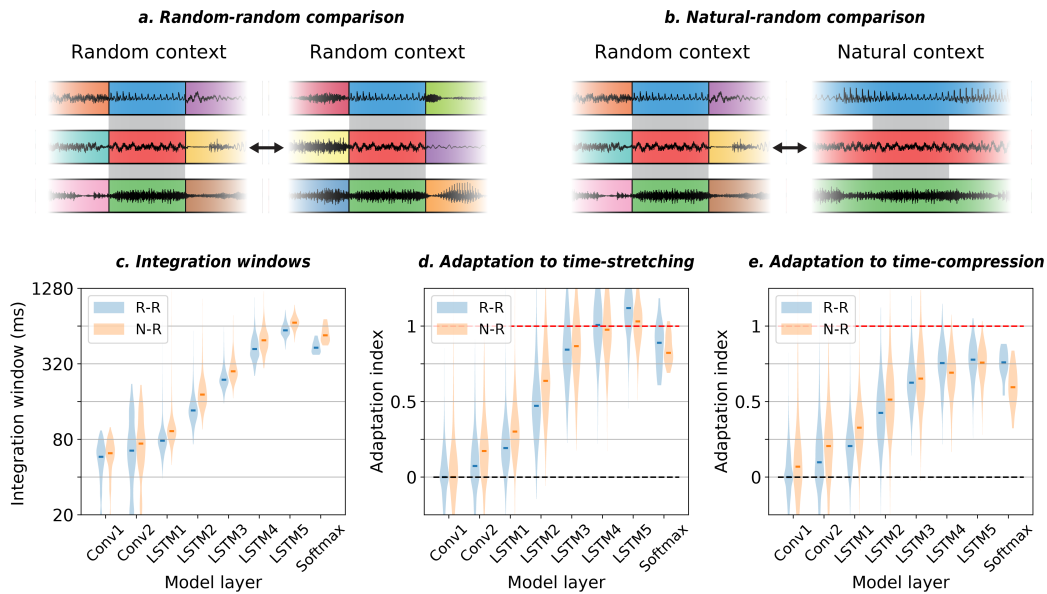 a. Random-random comparison
b. Natural-random comparison
Random context
Random context
Random context
Natural context
c. Integration windows
d. Adaptation to time-stretching
e. Adaptation to time-compression
Integration window (ms)
1280
320
80
20
R-R
N-R
Conv1
Conv2
LSTM1
LSTM2
LSTM3
LSTM4
LSTM5
Softmax
Model layer
Adaptation index
1
0.5
0
R-R
N-R
Conv1
Conv2
LSTM1
LSTM2
LSTM3
LSTM4
LSTM5
Softmax
Model layer
Adaptation index
1
0.5
0
R-R
N-R
Conv1
Conv2
LSTM1
LSTM2
LSTM3
LSTM4
LSTM5
Softmax
Model layer